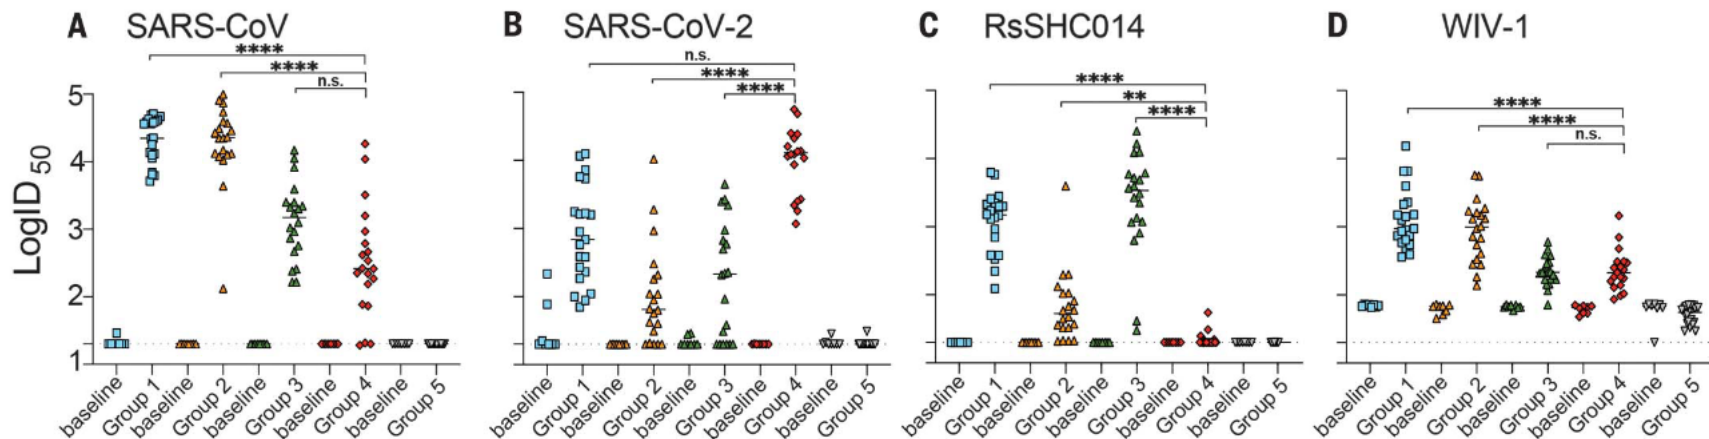 A SARS-CoV
B SARS-CoV-2
C RsSHC014
D WIV-1
****
****
n.s.
n.s.
****
****
****
**
****
****
****
n.s.
LogID50
5
4
3
2
1
baseline
Group 1
baseline
Group 2
baseline
Group 3
baseline
Group 4
baseline
Group 5
baseline
Group 1
baseline
Group 2
baseline
Group 3
baseline
Group 4
baseline
Group 5
baseline
Group 1
baseline
Group 2
baseline
Group 3
baseline
Group 4
baseline
Group 5
baseline
Group 1
baseline
Group 2
baseline
Group 3
baseline
Group 4
baseline
Group 5